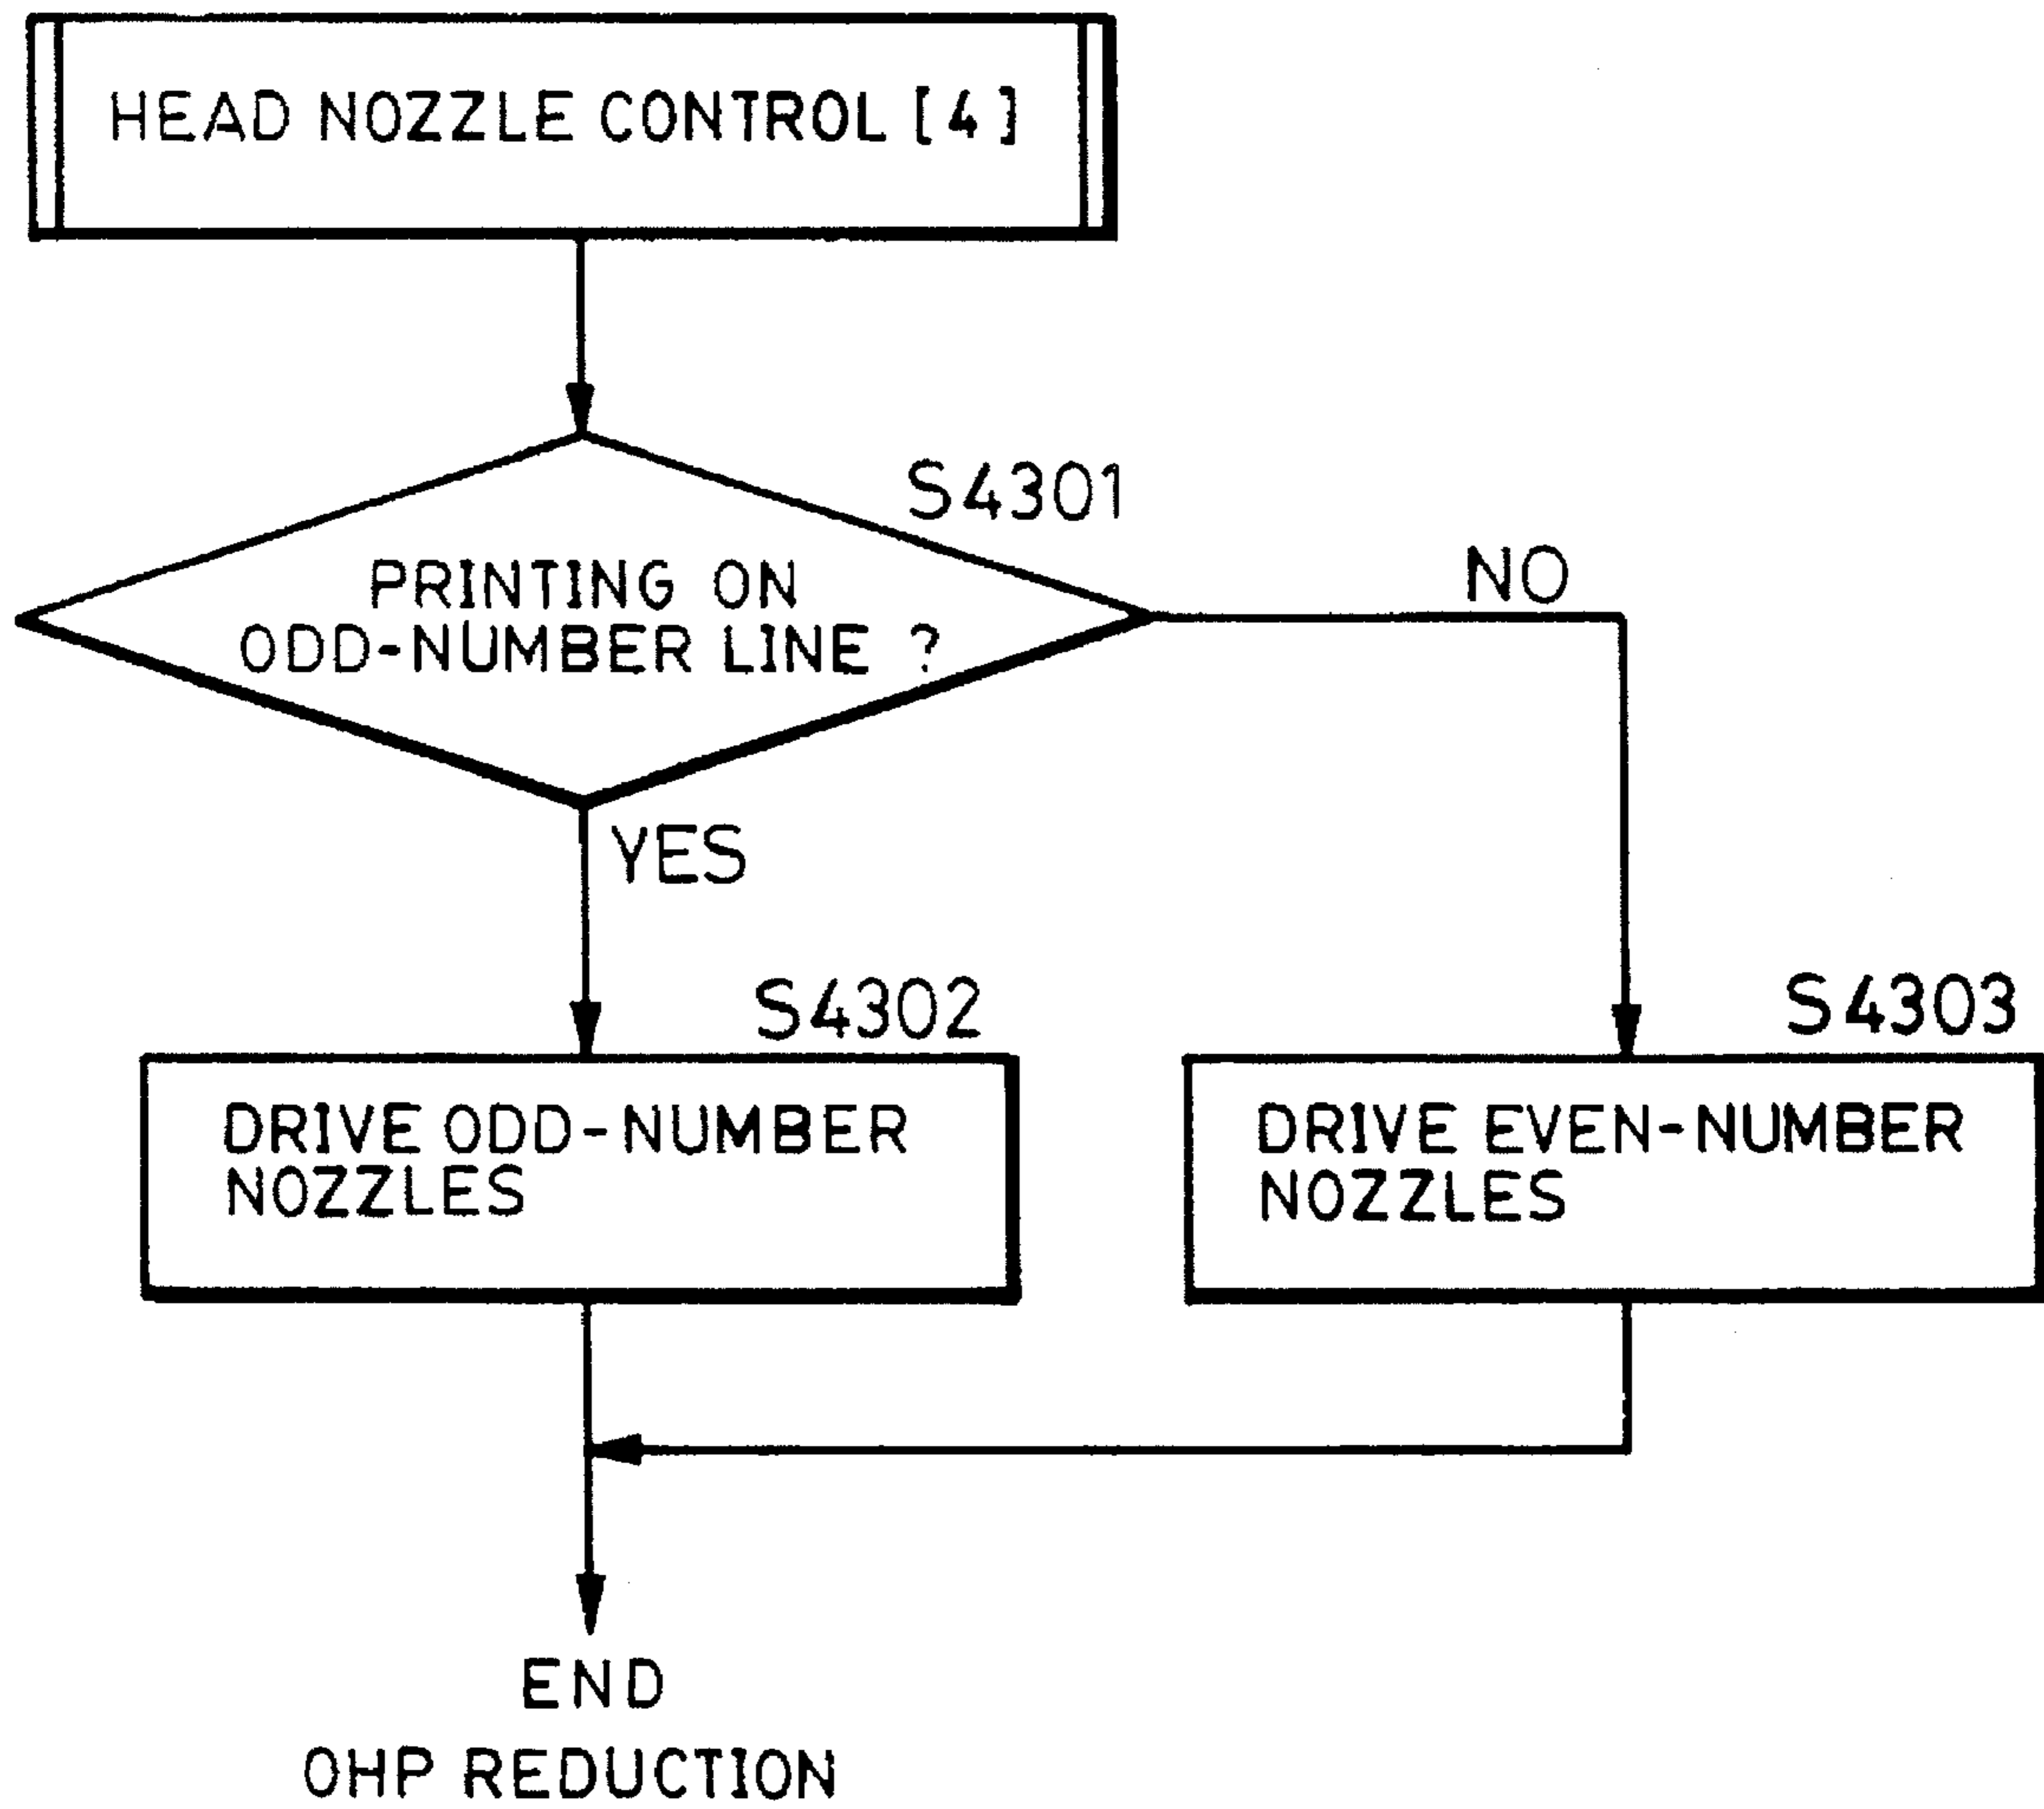 HEAD NOZZLE CONTROL [4]
S4301
PRINTING ON
ODD-NUMBER LINE ?
NO
YES
S4302
S4303
DRIVE ODD-NUMBER
NOZZLES
DRIVE EVEN-NUMBER
NOZZLES
END
OHP REDUCTION